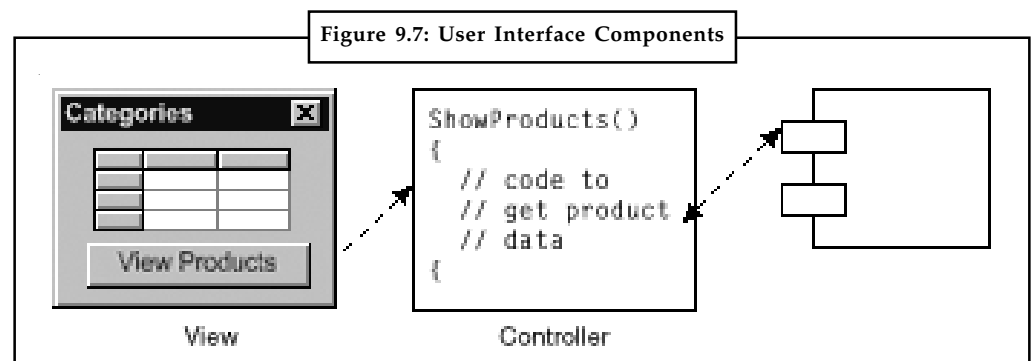 Figure 9.7: User Interface Components
Categories
View Products
View
ShowProducts()
{
// code to
// get product
// data
{
Controller